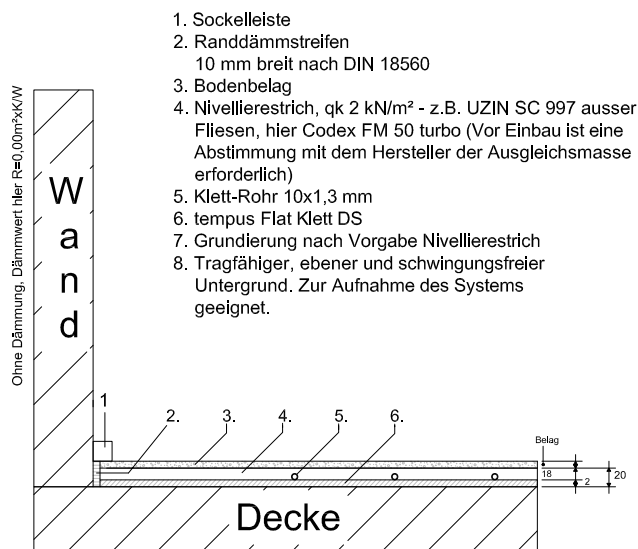 1. Sockelleiste
2. Randdämmstreifen
10 mm breit nach DIN 18560
3. Bodenbelag
4. Nivellierestrich, qk 2 kN/m² - z.B. UZIN SC 997 ausser
Fliesen, hier Codex FM 50 turbo (Vor Einbau ist eine
Abstimmung mit dem Hersteller der Ausgleichsmasse
erforderlich)
5. Klett-Rohr 10x1,3 mm
6. tempus Flat Klett DS
7. Grundierung nach Vorgabe Nivellierestrich
8. Tragfähiger, ebener und schwingungsfreier
Untergrund. Zur Aufnahme des Systems
geeignet.
Ohne Dämmung, Dämmwert hier R=0,00m²xK/W
Wand
1
2.
3.
4.
5.
6.
Belag
18
2
20
Decke